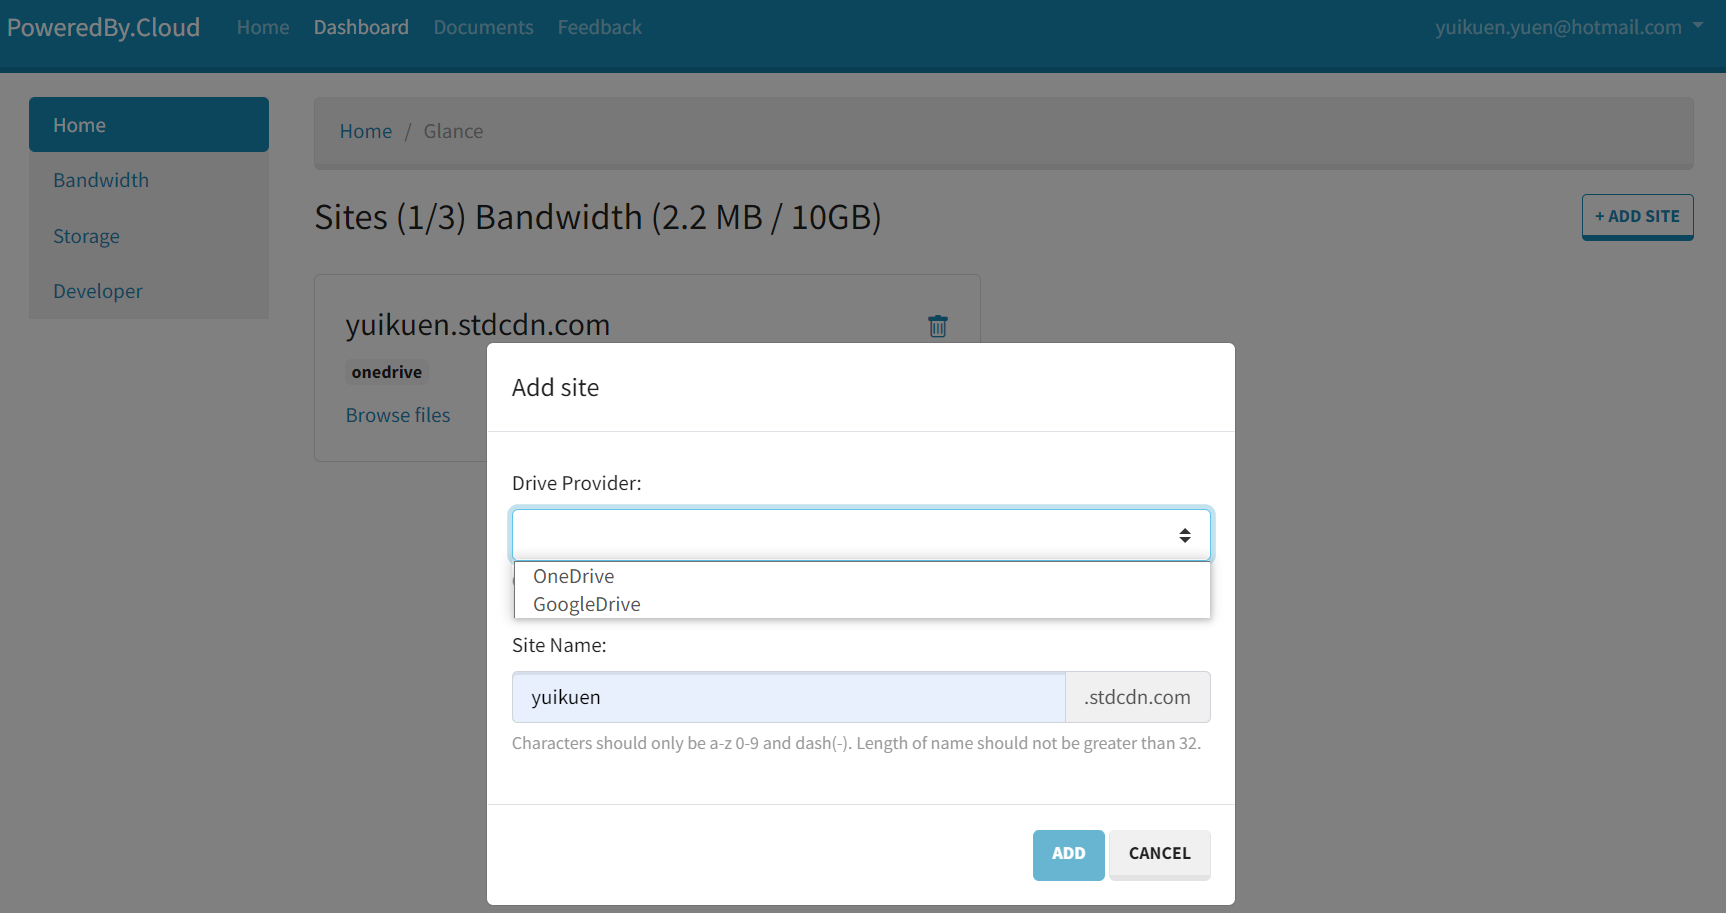 PoweredBy.Cloud Home Dashboard Documents Feedback yuikuen.yuen@hotmail.com
Home
Bandwidth
Storage
Developer
Home / Glance
Sites (1/3) Bandwidth (2.2 MB / 10GB)
+ ADD SITE
yuikuen.stdcdn.com
onedrive
Browse files
Add site
Drive Provider:
OneDrive
GoogleDrive
Site Name:
yuikuen .stdcdn.com
Characters should only be a-z 0-9 and dash(-). Length of name should not be greater than 32.
ADD CANCEL